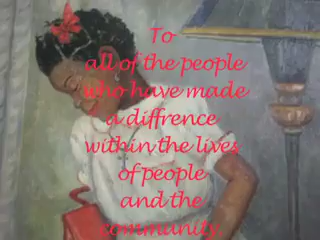 To
all of the people
who have made
a diffrence
within the lives
of people
and the
community,